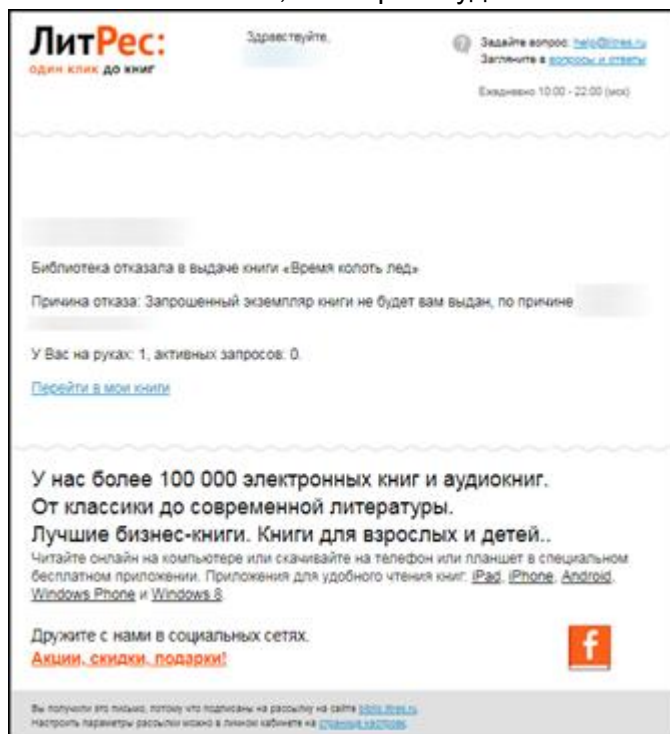 ЛитРес:
один клик до книг
Здравствуйте,
Задайте вопрос: help@litres.ru
Загляните в вопросы и ответы
Ежедневно 10:00 - 22:00 (мск)
Библиотека отказала в выдаче книги «Время колоть лед»
Причина отказа: Запрошенный экземпляр книги не будет вам выдан, по причине
У Вас на руках: 1, активных запросов: 0.
Перейти в мои книги
У нас более 100 000 электронных книг и аудиокниг.
От классики до современной литературы.
Лучшие бизнес-книги. Книги для взрослых и детей..
Читайте онлайн на компьютере или скачивайте на телефон или планшет в специальном
бесплатном приложении. Приложения для удобного чтения книг: iPad, iPhone, Android,
Windows Phone и Windows 8.
Дружите с нами в социальных сетях.
Акции, скидки, подарки!
f
Вы получили это письмо, потому что подписаны на рассылку на сайте biblio.litres.ru.
Настроить параметры рассылки можно в личном кабинете на странице настроек.